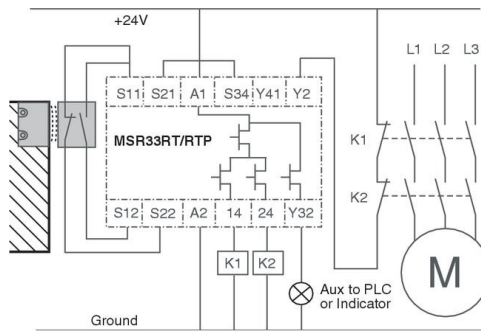 +24V
L1 L2 L3
S11 S21 A1 S34 Y41 Y2
MSR33RT/RTP
K1
K2
S12 S22 A2 14 24 Y32
K1 K2
M
Aux to PLC
or Indicator
Ground